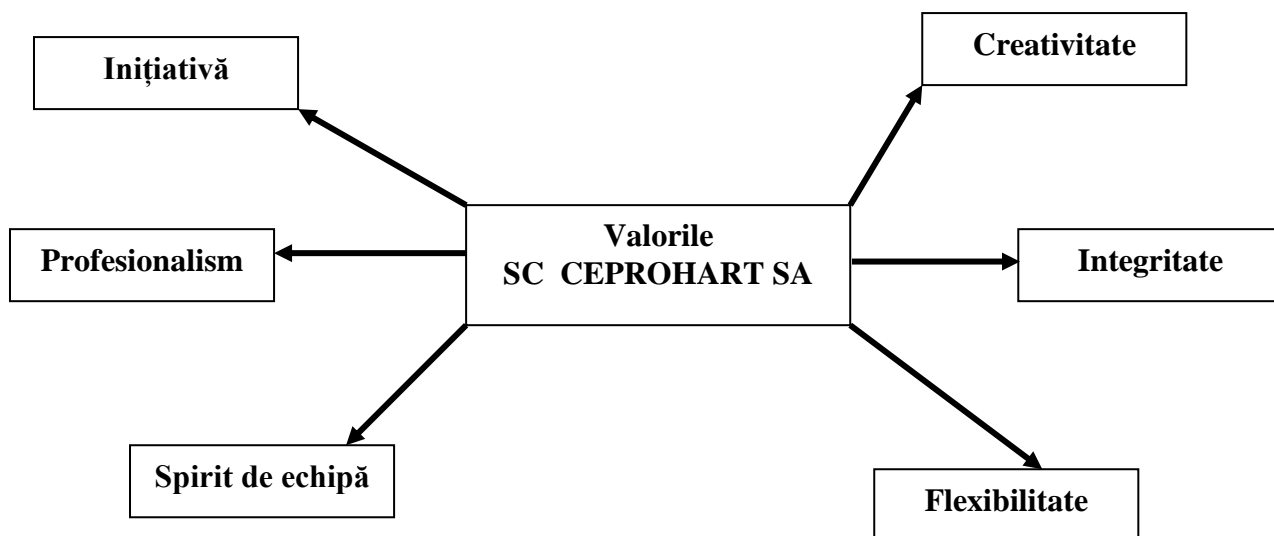 Creativitate
Inițiativă
Valorile
SC CEPROHART SA
Profesionalism
Integritate
Spirit de echipă
Flexibilitate